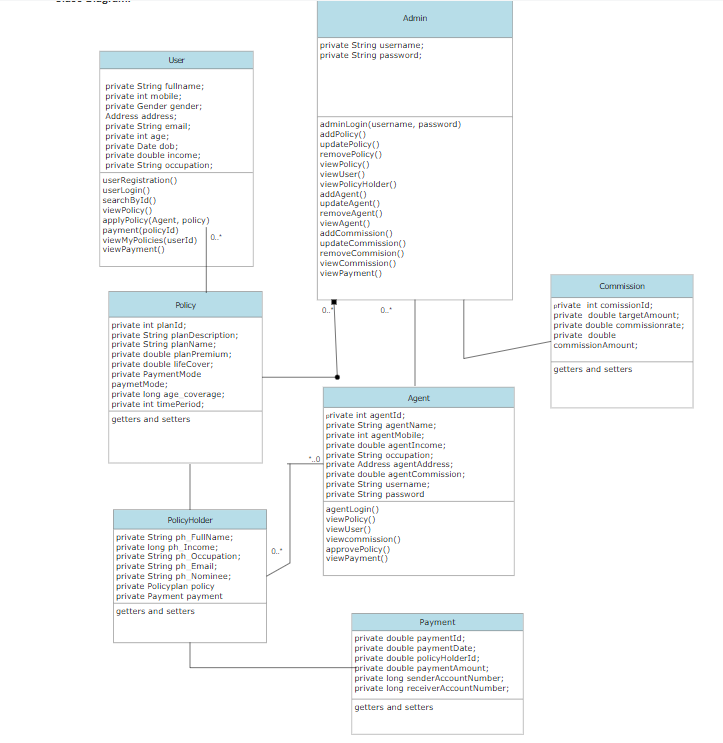 Class Diagram:
Admin
private String username;
private String password;
adminLogin(username, password)
addPolicy()
updatePolicy()
removePolicy()
viewPolicy()
viewUser()
viewPolicyHolder()
addAgent()
updateAgent()
removeAgent()
viewAgent()
addCommission()
updateCommission()
removeCommision()
viewCommission()
viewPayment()
User
private String fullname;
private int mobile;
private Gender gender;
Address address;
private String email;
private int age;
private Date dob;
private double income;
private String occupation;
userRegistration()
userLogin()
searchById()
viewPolicy()
applyPolicy(Agent, policy)
payment(policyId)
viewMyPolicies(userId)
viewPayment()
0..*
0..*
0..*
Commission
private int comissionId;
private double targetAmount;
private double commissionrate;
private double
commissionAmount;
getters and setters
Policy
private int planId;
private String planDescription;
private String planName;
private double planPremium;
private double lifeCover;
private PaymentMode
paymetMode;
private long age_coverage;
private int timePeriod;
getters and setters
Agent
private int agentId;
private String agentName;
private int agentMobile;
private double agentIncome;
private String occupation;
private Address agentAddress;
private double agentCommission;
private String username;
private String password
agentLogin()
viewPolicy()
viewUser()
viewcommission()
approvePolicy()
viewPayment()
*..0
0..*
PolicyHolder
private String ph_FullName;
private long ph_Income;
private String ph_Occupation;
private String ph_Email;
private String ph_Nominee;
private Policyplan policy
private Payment payment
getters and setters
Payment
private double paymentId;
private double paymentDate;
private double policyHolderId;
private double paymentAmount;
private long senderAccountNumber;
private long receiverAccountNumber;
getters and setters